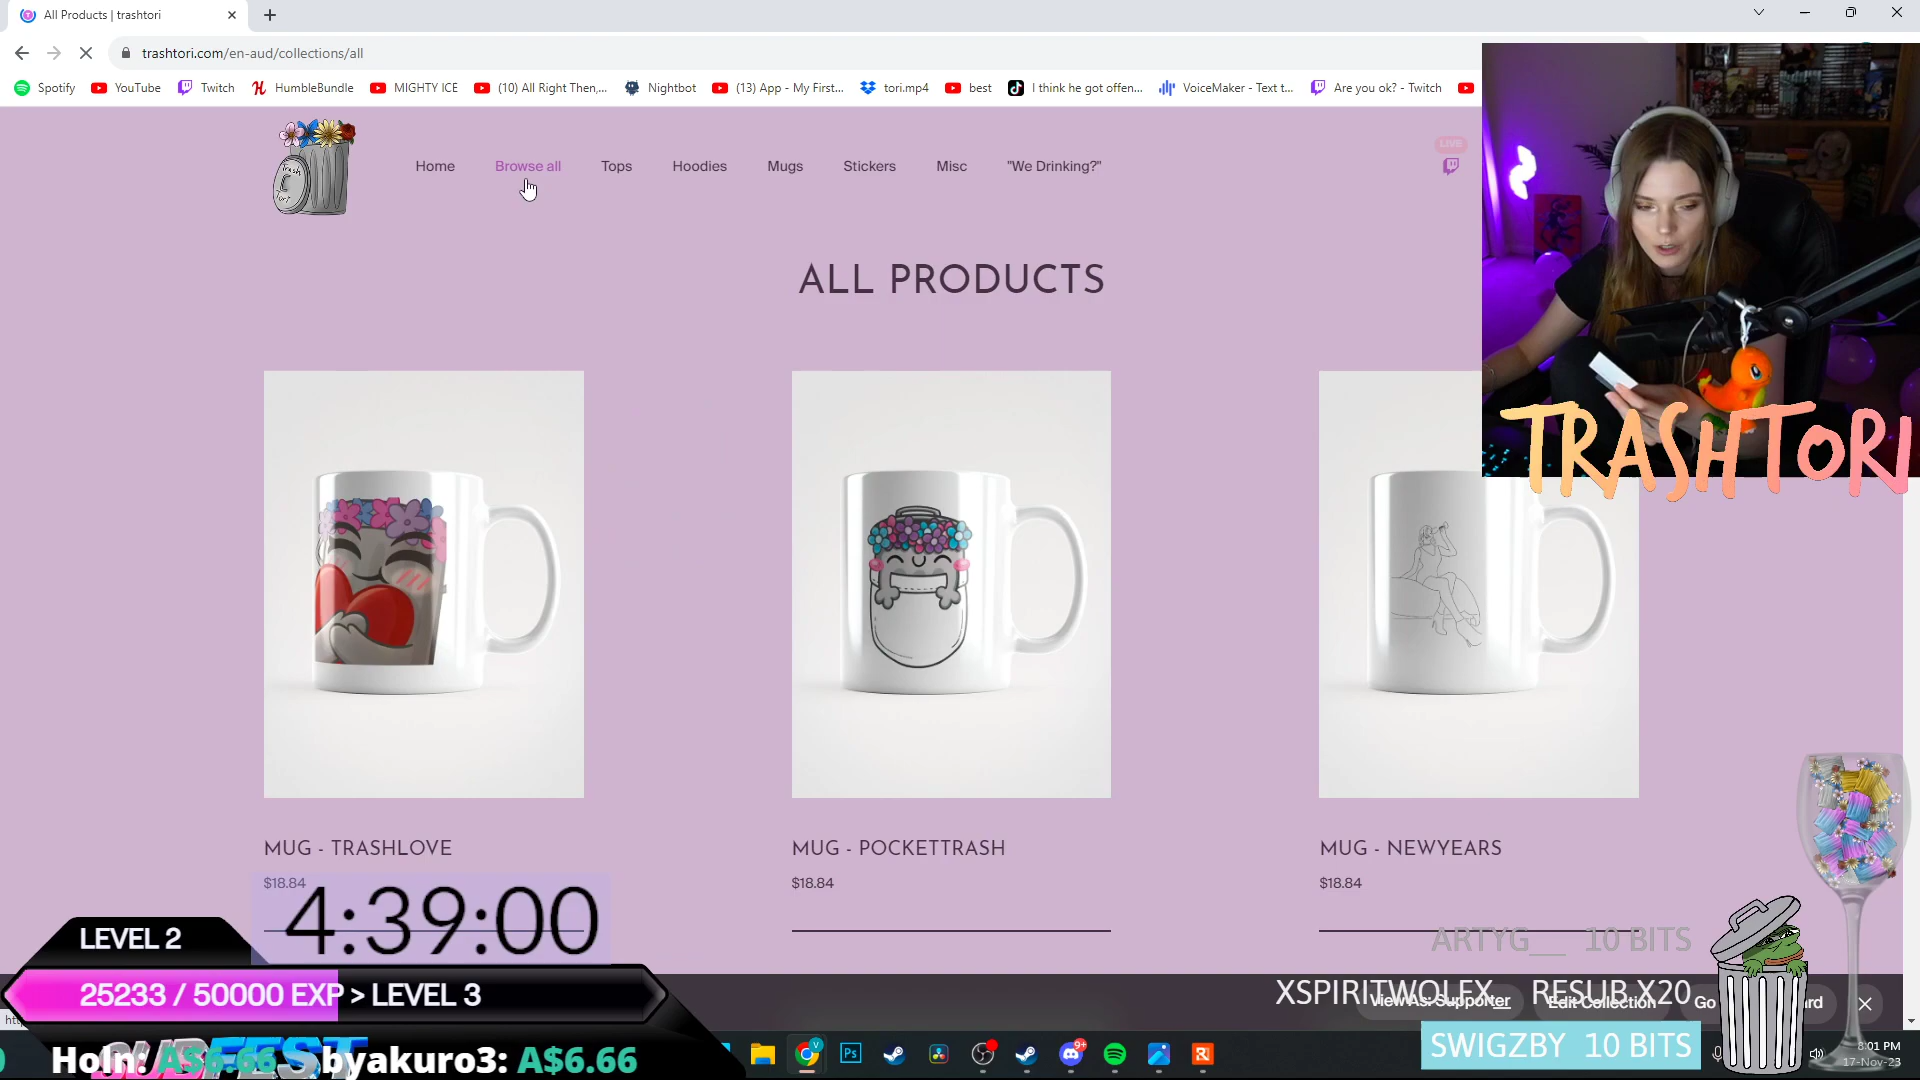 All Products | trashtori
trashtori.com/en-aud/collections/all
Spotify
YouTube
Twitch
HumbleBundle
MIGHTY ICE
(10) All Right Then,...
Nightbot
(13) App - My First...
tori.mp4
best
I think he got offen...
VoiceMaker - Text t...
Are you ok? - Twitch
Trash
Home
Browse all
Tops
Hoodies
Mugs
Stickers
Misc
"We Drinking?"
LIVE
ALL PRODUCTS
TRASHTORI
MUG - TRASHLOVE
MUG - POCKETTRASH
MUG - NEWYEARS
$18.84
$18.84
$18.84
4:39:00
LEVEL 2
25233 / 50000 EXP > LEVEL 3
ARTYG__ 10 BITS
XSPIRITWOLFX RESUB X20
View As: Supporter
Edit Collection
Go
ard
SWIGZBY 10 BITS
SUBFEST
Holn: A$6.66
byakuro3: A$6.66
Ps
9+
8:01 PM
17-Nov-23